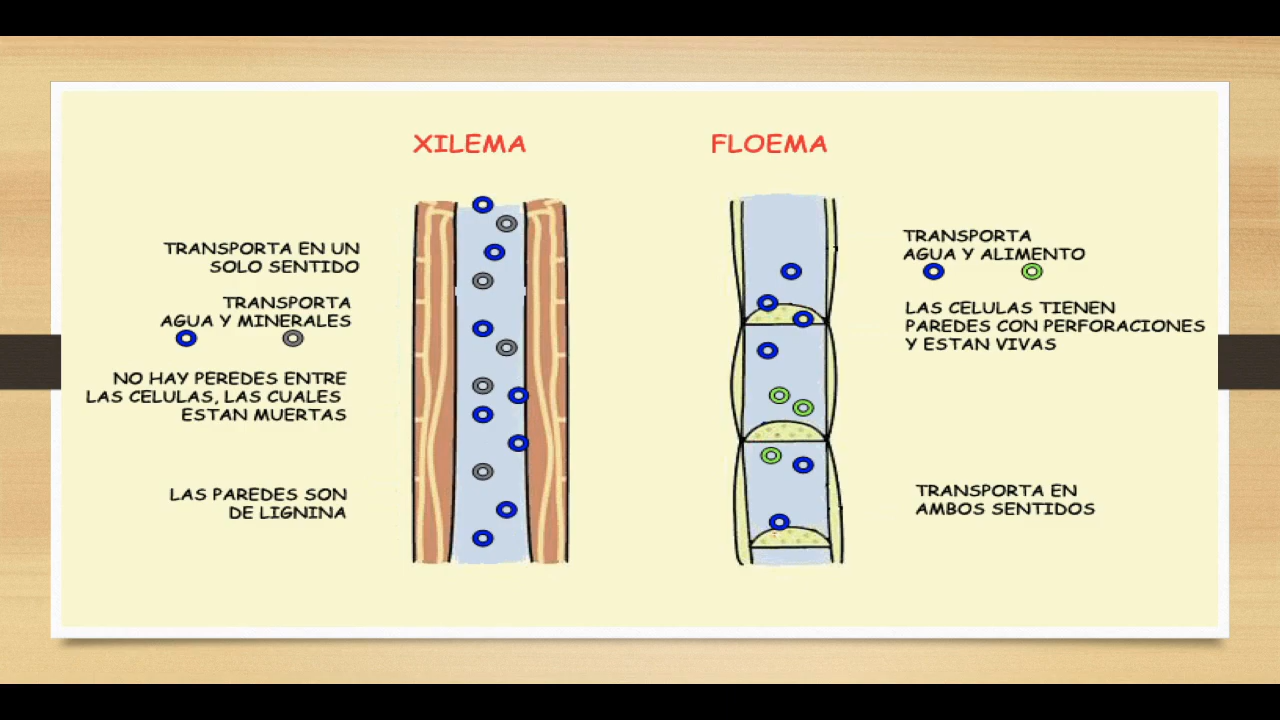 XILEMA
FLOEMA
TRANSPORTA EN UN
SOLO SENTIDO
TRANSPORTA
AGUA Y MINERALES
NO HAY PEREDES ENTRE
LAS CELULAS, LAS CUALES
ESTAN MUERTAS
LAS PAREDES SON
DE LIGNINA
TRANSPORTA
AGUA Y ALIMENTO
LAS CELULAS TIENEN
PAREDES CON PERFORACIONES
Y ESTAN VIVAS
TRANSPORTA EN
AMBOS SENTIDOS